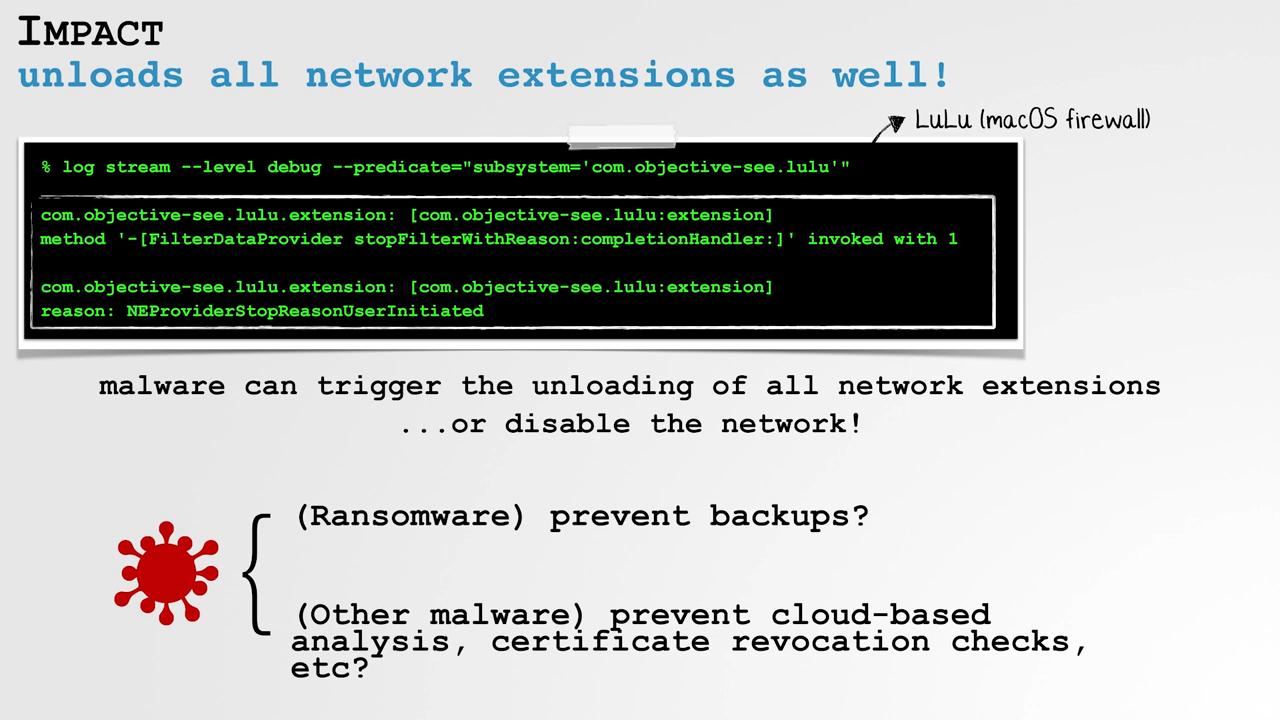 IMPACT
unloads all network extensions as well!
LuLu (macOS firewall)
% log stream --level debug --predicate="subsystem='com.objective-see.lulu'"
com.objective-see.lulu.extension: [com.objective-see.lulu:extension]
method '-[FilterDataProvider stopFilterWithReason:completionHandler:]' invoked with 1
com.objective-see.lulu.extension: [com.objective-see.lulu:extension]
reason: NEProviderStopReasonUserInitiated
malware can trigger the unloading of all network extensions
...or disable the network!
(Ransomware) prevent backups?
(Other malware) prevent cloud-based
analysis, certificate revocation checks,
etc?